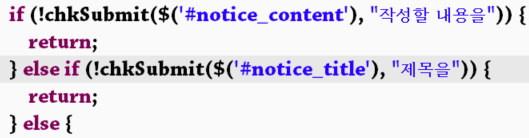 if (!chkSubmit($('#notice_content'), "작성할 내용을")) {
return;
} else if (!chkSubmit($('#notice_title'), "제목을")) {
return;
} else {